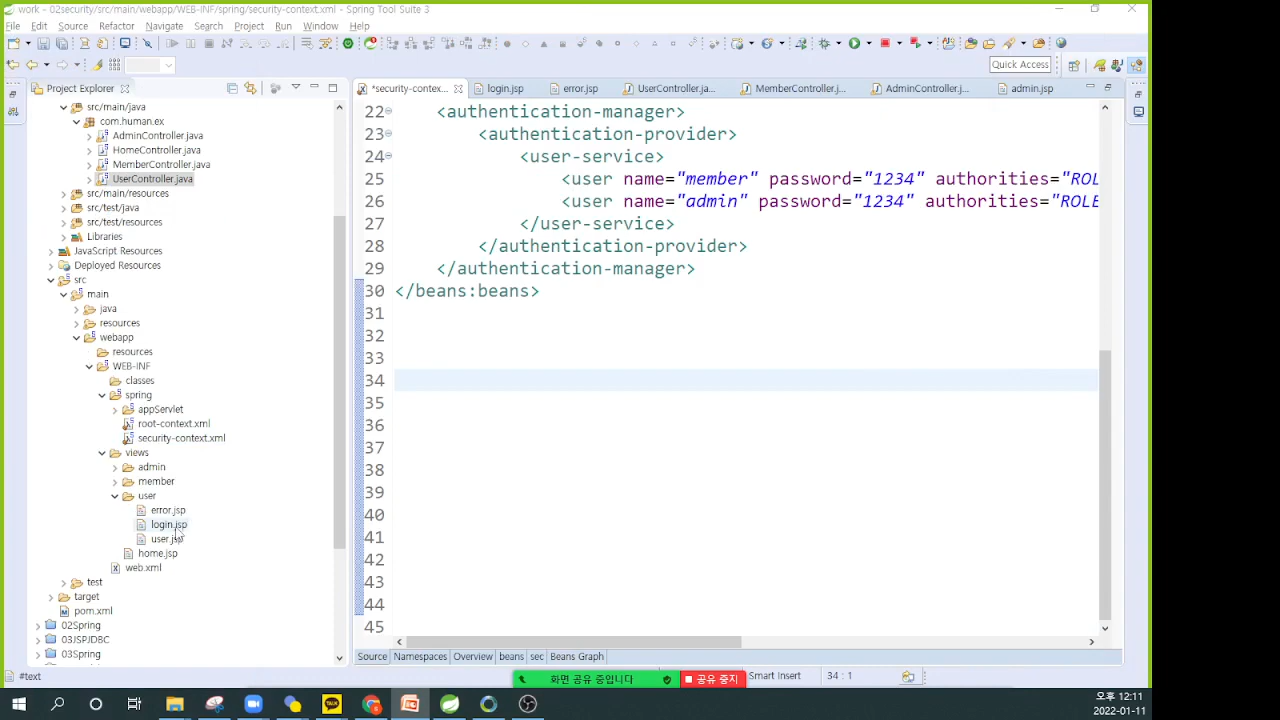 work - 02security/src/main/webapp/WEB-INF/spring/security-context.xml - Spring Tool Suite 3
File Edit Source Refactor Navigate Search Project Run Window Help
Quick Access
Project Explorer
src/main/java
com.human.ex
AdminController.java
HomeController.java
MemberController.java
UserController.java
src/main/resources
src/test/java
src/test/resources
Libraries
JavaScript Resources
Deployed Resources
src
main
java
resources
webapp
resources
WEB-INF
classes
spring
appServlet
root-context.xml
security-context.xml
views
admin
member
user
error.jsp
login.jsp
user.jsp
home.jsp
web.xml
test
target
pom.xml
02Spring
03JSPJDBC
03Spring
*security-contex... login.jsp error.jsp UserController.ja... MemberController.j... AdminController.j... admin.jsp
22 <authentication-manager>
23 <authentication-provider>
24 <user-service>
25 <user name="member" password="1234" authorities="ROL
26 <user name="admin" password="1234" authorities="ROLE
27 </user-service>
28 </authentication-provider>
29 </authentication-manager>
30 </beans:beans>
31
32
33
34
35
36
37
38
39
40
41
42
43
44
45
Source Namespaces Overview beans sec Beans Graph
#text
화면 공유 중입니다 공유 중지 Smart Insert 34 : 1
TALK
오후 12:11
2022-01-11